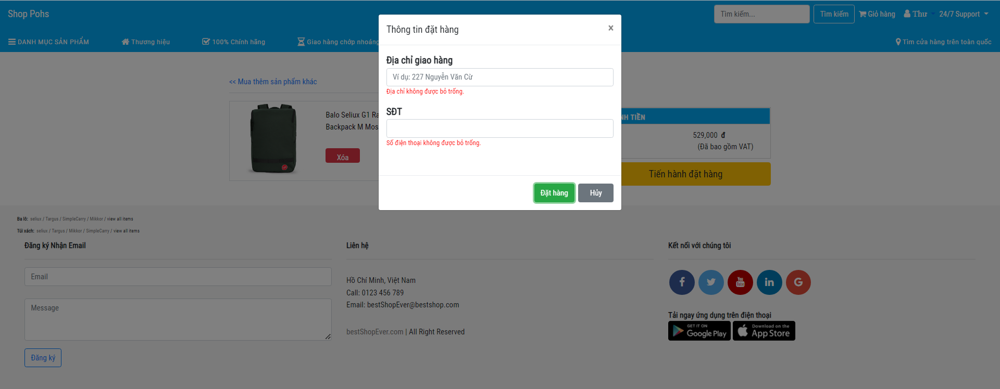 Shop Pohs
Tìm kiếm...
Tìm kiếm
Giỏ hàng
Thư
24/7 Support
DANH MỤC SẢN PHẨM
Thương hiệu
100% Chính hãng
Giao hàng chớp nhoáng
Tìm cửa hàng trên toàn quốc
Thông tin đặt hàng
×
Địa chỉ giao hàng
Ví dụ: 227 Nguyễn Văn Cừ
Địa chỉ không được bỏ trống.
SĐT
Số điện thoại không được bỏ trống.
Đặt hàng
Hủy
<< Mua thêm sản phẩm khác
Balo Seliux G1 Ra
Backpack M Mos
Xóa
NH TIỀN
529,000 đ
(Đã bao gồm VAT)
Tiến hành đặt hàng
Ba lô: seliux / Targus / SimpleCarry / Mikkor / view all items
Túi xách: seliux / Targus / Mikkor / SimpleCarry / view all items
Đăng ký Nhận Email
Email
Message
Đăng ký
Liên hệ
Hồ Chí Minh, Việt Nam
Call: 0123 456 789
Email: bestShopEver@bestshop.com
bestShopEver.com | All Right Reserved
Kết nối với chúng tôi
You
Tube
in
G
Tải ngay ứng dụng trên điện thoại
GET IT ON
Google Play
Download on the
App Store